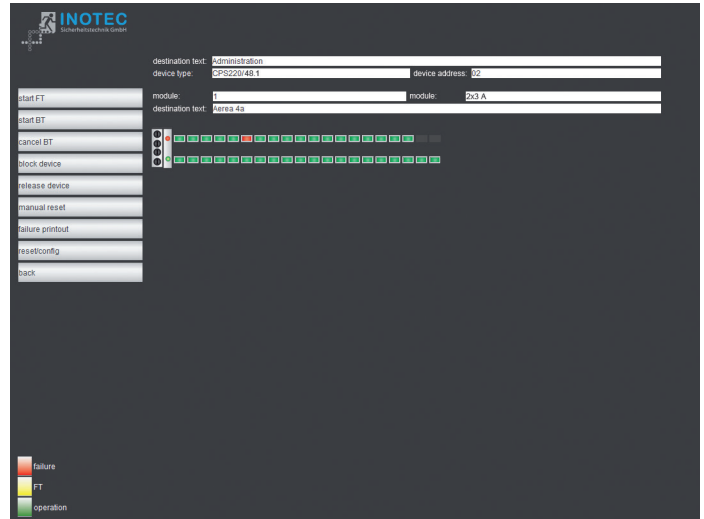 INOTEC
Sicherheitstechnik GmbH
destination text: Administration
device type: CPS220/48.1 device address: 02
module: 1 module: 2x3 A
destination text: Aerea 4a
start FT
start BT
cancel BT
block device
release device
manual reset
failure printout
reset/config
back
failure
FT
operation